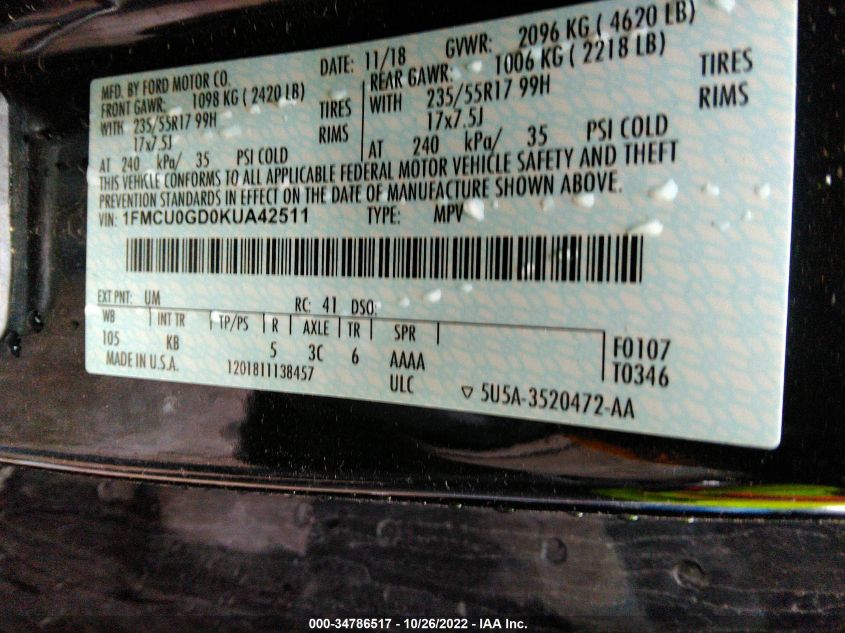 MFD. BY FORD MOTOR CO. DATE: 11/18 GVWR: 2096 KG ( 4620 LB)
FRONT GAWR: 1098 KG ( 2420 LB) REAR GAWR: 1006 KG ( 2218 LB)
WITH 235/55R17 99H TIRES WITH 235/55R17 99H TIRES
17x7.5J RIMS 17x7.5J RIMS
AT 240 kPa/ 35 PSI COLD AT 240 kPa/ 35 PSI COLD
THIS VEHICLE CONFORMS TO ALL APPLICABLE FEDERAL MOTOR VEHICLE SAFETY AND THEFT
PREVENTION STANDARDS IN EFFECT ON THE DATE OF MANUFACTURE SHOWN ABOVE.
VIN: 1FMCU0GD0KUA42511 TYPE: MPV
EXT PNT: UM RC: 41 DSO:
WB INT TR TP/PS R AXLE TR SPR
105 KB 5 3C 6 AAAA F0107
MADE IN U.S.A. 1201811138457 ULC T0346
5U5A-3520472-AA
000-34786517 - 10/26/2022 - IAA Inc.